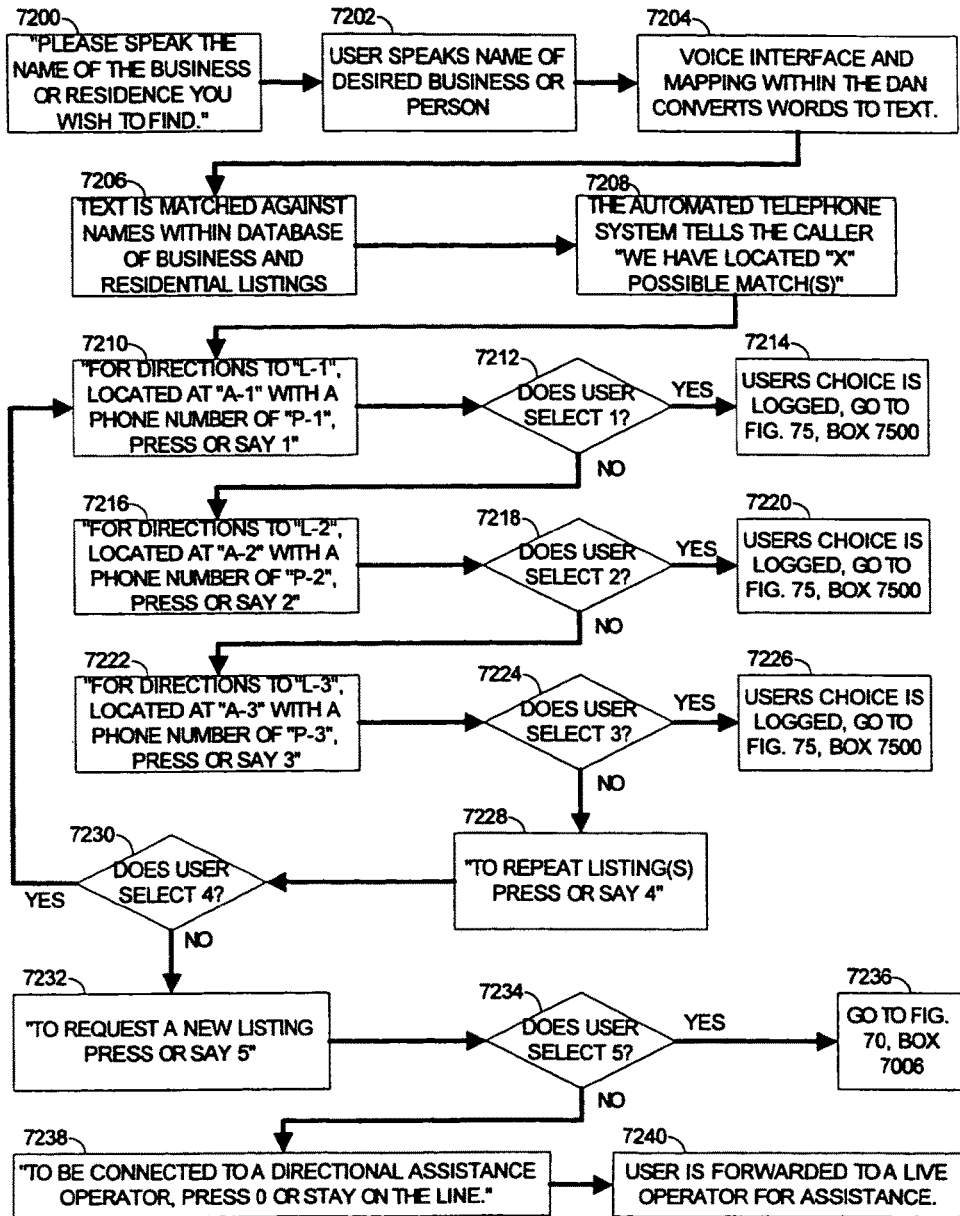 7200
"PLEASE SPEAK THE
NAME OF THE BUSINESS
OR RESIDENCE YOU
WISH TO FIND."
7202
USER SPEAKS NAME OF
DESIRED BUSINESS OR
PERSON
7204
VOICE INTERFACE AND
MAPPING WITHIN THE DAN
CONVERTS WORDS TO TEXT.
7206
TEXT IS MATCHED AGAINST
NAMES WITHIN DATABASE
OF BUSINESS AND
RESIDENTIAL LISTINGS
7208
THE AUTOMATED TELEPHONE
SYSTEM TELLS THE CALLER
"WE HAVE LOCATED "X"
POSSIBLE MATCH(S)"
7210
"FOR DIRECTIONS TO "L-1",
LOCATED AT "A-1" WITH A
PHONE NUMBER OF "P-1",
PRESS OR SAY 1"
7212
DOES USER
SELECT 1?
YES
NO
7214
USERS CHOICE IS
LOGGED, GO TO
FIG. 75, BOX 7500
7216
"FOR DIRECTIONS TO "L-2",
LOCATED AT "A-2" WITH A
PHONE NUMBER OF "P-2",
PRESS OR SAY 2"
7218
DOES USER
SELECT 2?
YES
NO
7220
USERS CHOICE IS
LOGGED, GO TO
FIG. 75, BOX 7500
7222
"FOR DIRECTIONS TO "L-3",
LOCATED AT "A-3" WITH A
PHONE NUMBER OF "P-3",
PRESS OR SAY 3"
7224
DOES USER
SELECT 3?
YES
NO
7226
USERS CHOICE IS
LOGGED, GO TO
FIG. 75, BOX 7500
7228
"TO REPEAT LISTING(S)
PRESS OR SAY 4"
7230
DOES USER
SELECT 4?
YES
NO
7232
"TO REQUEST A NEW LISTING
PRESS OR SAY 5"
7234
DOES USER
SELECT 5?
YES
NO
7236
GO TO FIG.
70, BOX
7006
7238
"TO BE CONNECTED TO A DIRECTIONAL ASSISTANCE
OPERATOR, PRESS 0 OR STAY ON THE LINE."
7240
USER IS FORWARDED TO A LIVE
OPERATOR FOR ASSISTANCE.